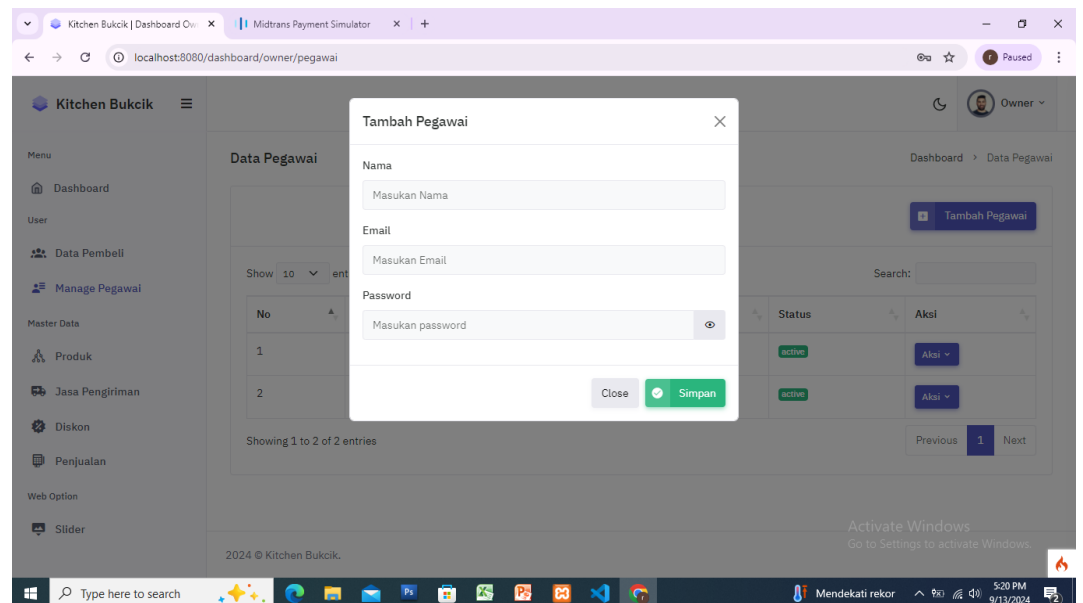 Kitchen Bukcik | Dashboard Ow
Midtrans Payment Simulator
localhost:8080/dashboard/owner/pegawai
r Paused
Kitchen Bukcik
Owner
Menu
Dashboard
User
Data Pembeli
Manage Pegawai
Master Data
Produk
Jasa Pengiriman
Diskon
Penjualan
Web Option
Slider
Data Pegawai
Dashboard > Data Pegawai
Tambah Pegawai
Show 10 ent
Search:
No Status Aksi
1 active Aksi
2 active Aksi
Showing 1 to 2 of 2 entries
Previous 1 Next
Tambah Pegawai
Nama
Masukan Nama
Email
Masukan Email
Password
Masukan password
Close Simpan
Activate Windows
Go to Settings to activate Windows.
2024 © Kitchen Bukcik.
Type here to search
Ps
Mendekati rekor
5:20 PM
9/13/2024
2